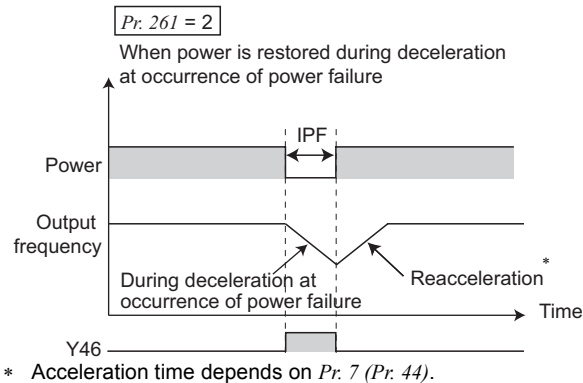 Pr. 261 = 2
When power is restored during deceleration
at occurrence of power failure
IPF
Power
Output
frequency
During deceleration at
occurrence of power failure
Reacceleration*
Time
Y46
* Acceleration time depends on Pr. 7 (Pr. 44).